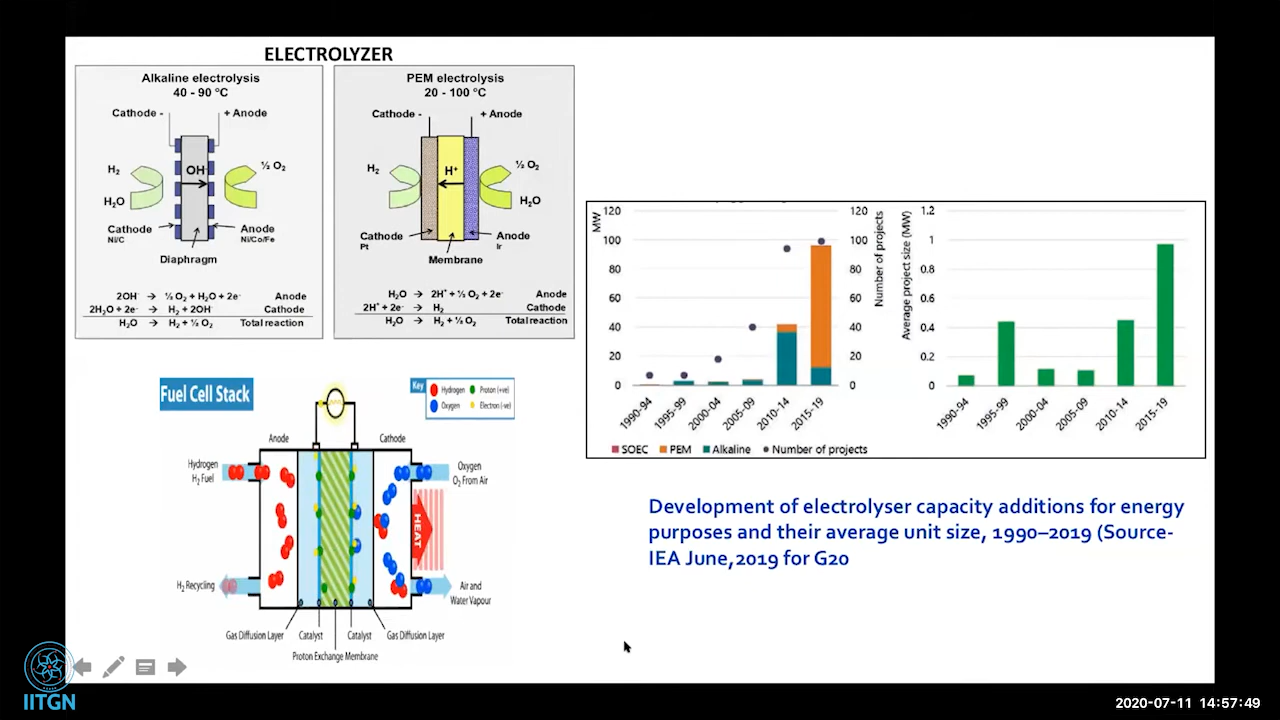 ELECTROLYZER
Alkaline electrolysis
40 - 90 °C
Cathode -
+ Anode
H₂
OH⁻
½ O₂
H₂O
Cathode
Ni/C
Anode
Ni/Co/Fe
Diaphragm
2OH⁻ → ½ O₂ + H₂O + 2e⁻ Anode
2H₂O + 2e⁻ → H₂ + 2OH⁻ Cathode
H₂O → H₂ + ½ O₂ Total reaction
PEM electrolysis
20 - 100 °C
Cathode -
+ Anode
H₂
H⁺
½ O₂
H₂O
Cathode
Pt
Anode
Ir
Membrane
H₂O → 2H⁺ + ½ O₂ + 2e⁻ Anode
2H⁺ + 2e⁻ → H₂ Cathode
H₂O → H₂ + ½ O₂ Total reaction
Fuel Cell Stack
Key
Hydrogen
Proton (+ve)
Oxygen
Electron (-ve)
Anode
Cathode
Hydrogen
H₂ Fuel
Oxygen
O₂ From Air
HEAT
H₂ Recycling
Air and
Water Vapour
Gas Diffusion Layer
Catalyst
Catalyst
Gas Diffusion Layer
Proton Exchange Membrane
MW
120
100
80
60
40
20
0
120
100
80
60
40
20
0
Number of projects
1990-94
1995-99
2000-04
2005-09
2010-14
2015-19
SOEC PEM Alkaline Number of projects
Average project size (MW)
1.2
1
0.8
0.6
0.4
0.2
0
1990-94
1995-99
2000-04
2005-09
2010-14
2015-19
Development of electrolyser capacity additions for energy
purposes and their average unit size, 1990–2019 (Source-
IEA June,2019 for G20
IITGN
2020-07-11 14:57:49